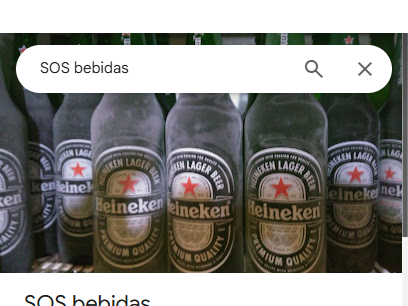 SOS bebidas
HEINEKEN LAGER BEER
Heineken
PREMIUM QUALITY
HEINEKEN LAGER BEER
Heineken
PREMIUM QUALITY
HEINEKEN LAGER BEER
Heineken
PREMIUM QUALITY
Heineken
SOS bebidas